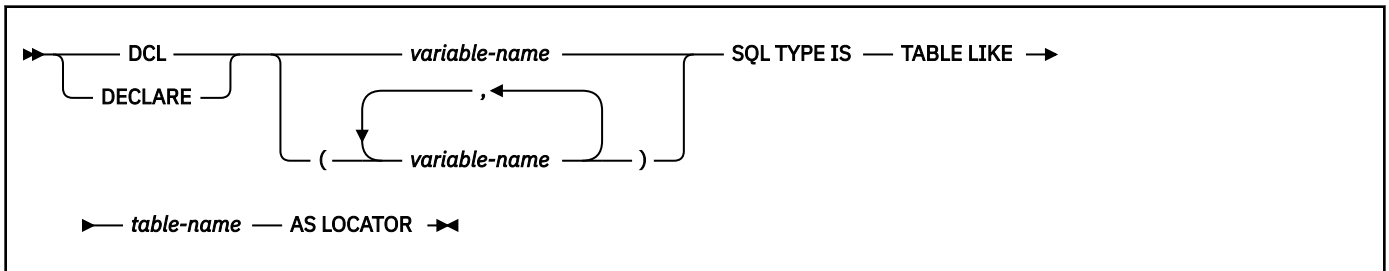 DCL variable-name SQL TYPE IS TABLE LIKE
DECLARE ,
( variable-name )
table-name AS LOCATOR